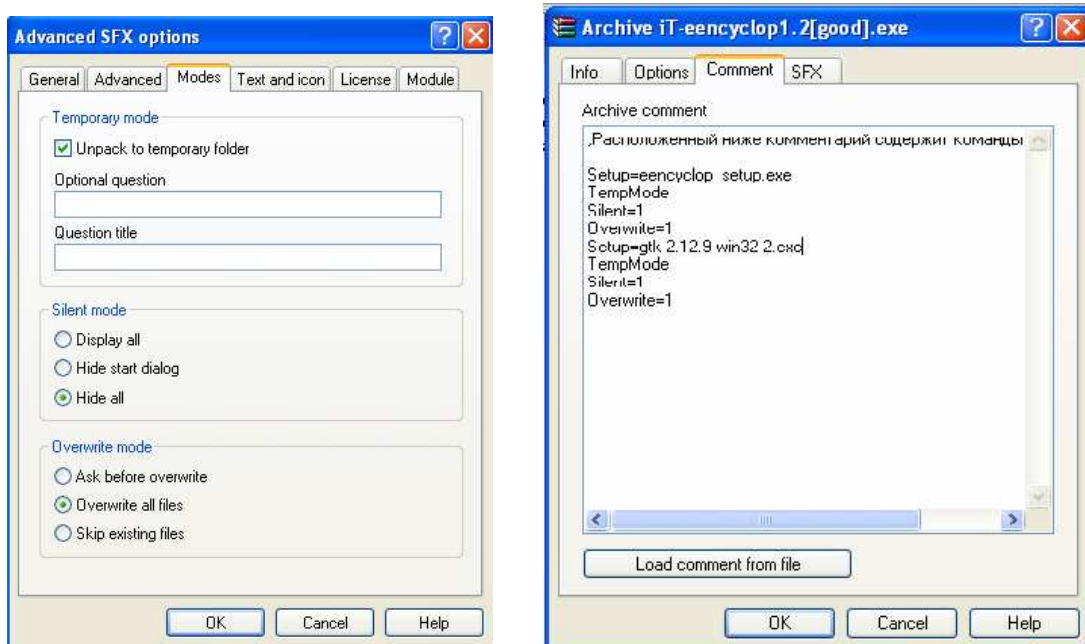 Advanced SFX options
General Advanced Modes Text and icon License Module
Temporary mode
Unpack to temporary folder
Optional question
Question title
Silent mode
Display all
Hide start dialog
Hide all
Overwrite mode
Ask before overwrite
Overwrite all files
Skip existing files
OK Cancel Help
Archive iT-eencyclop1.2[good].exe
Info Options Comment SFX
Archive comment
;Расположенный ниже комментарий содержит команды
Setup=eencyclop_setup.exe
TempMode
Silent=1
Overwrite=1
Setup=gtk 2.12.9 win32 2.exe
TempMode
Silent=1
Overwrite=1
Load comment from file
OK Cancel Help